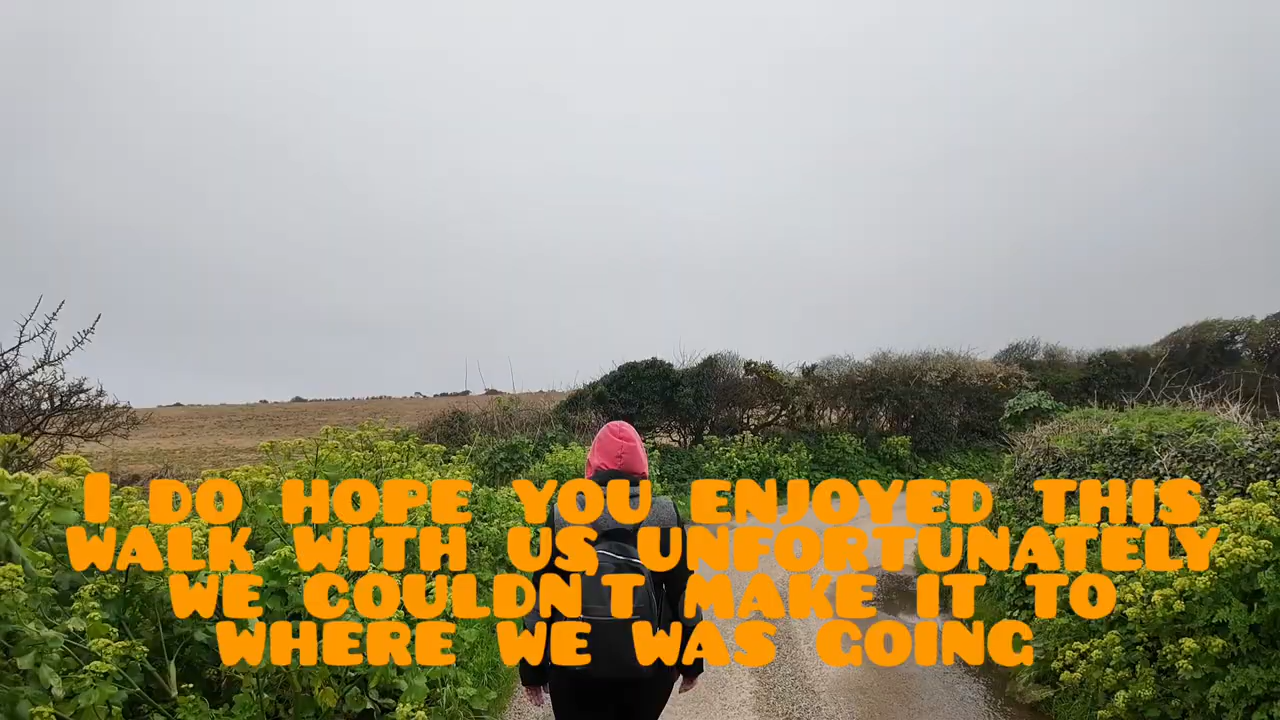 I DO HOPE YOU ENJOYED THIS
WALK WITH US UNFORTUNATELY
WE COULDN'T MAKE IT TO
WHERE WE WAS GOING